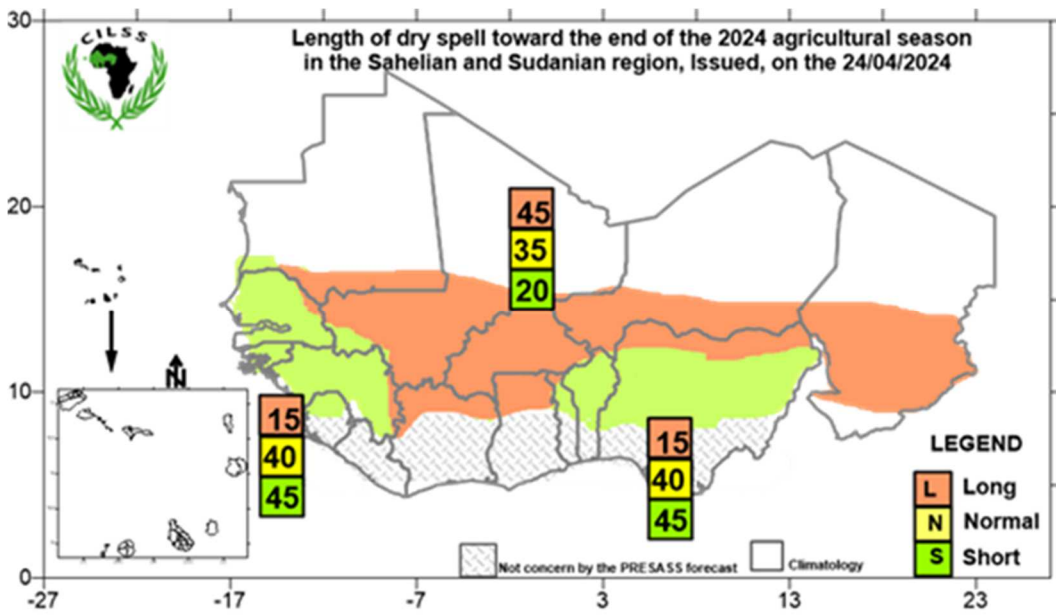 CILSS
Length of dry spell toward the end of the 2024 agricultural season
in the Sahelian and Sudanian region, Issued, on the 24/04/2024
30
20
10
0
-27
-17
-7
3
13
23
45
35
20
15
40
45
15
40
45
N
LEGEND
L Long
N Normal
S Short
Not concern by the PRESASS forecast
Climatology